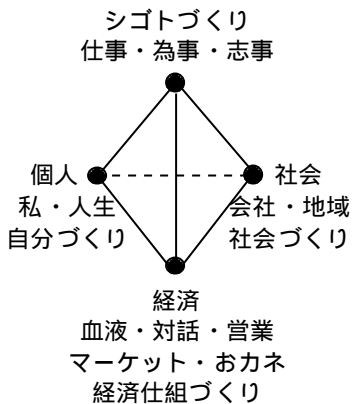 シゴトづくり
仕事・為事・志事
個人
私・人生
自分づくり
社会
会社・地域
社会づくり
経済
血液・対話・営業
マーケット・おカネ
経済仕組づくり